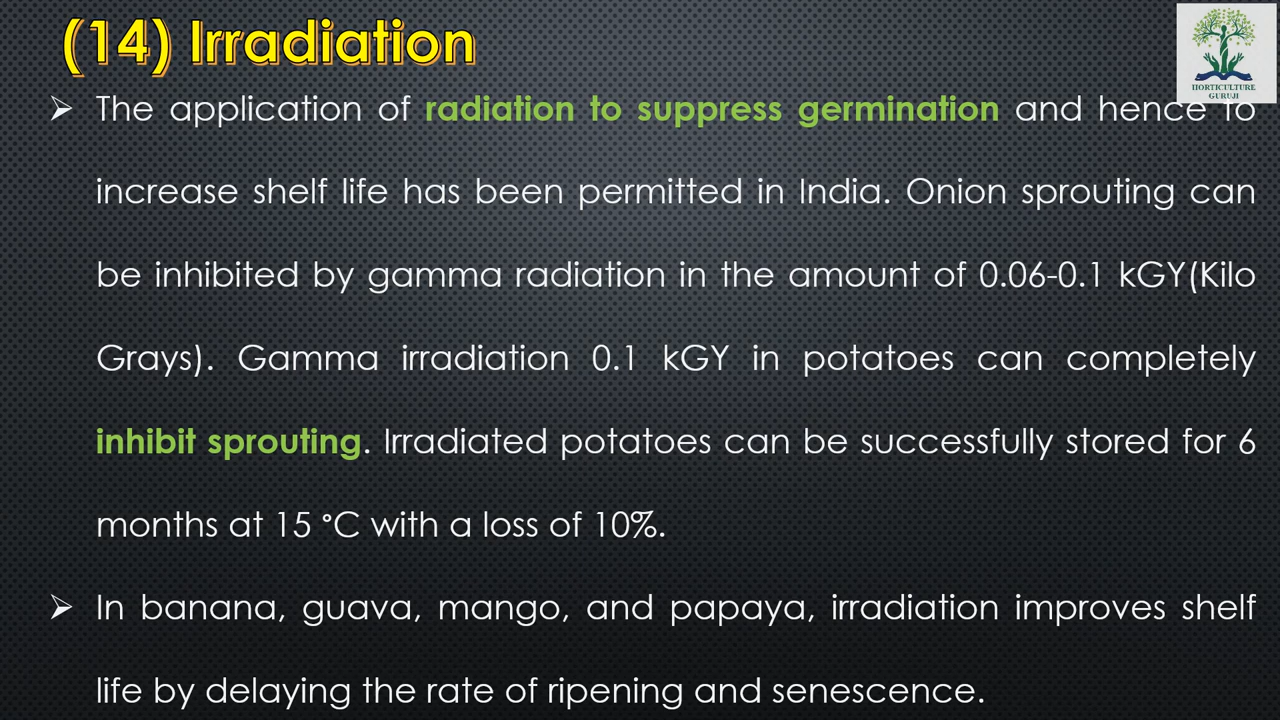 (14) Irradiation
HORTICULTURE
GURUJI
➢ The application of radiation to suppress germination and hence to
increase shelf life has been permitted in India. Onion sprouting can
be inhibited by gamma radiation in the amount of 0.06-0.1 kGY(Kilo
Grays). Gamma irradiation 0.1 kGY in potatoes can completely
inhibit sprouting. Irradiated potatoes can be successfully stored for 6
months at 15 °C with a loss of 10%.
➢ In banana, guava, mango, and papaya, irradiation improves shelf
life by delaying the rate of ripening and senescence.